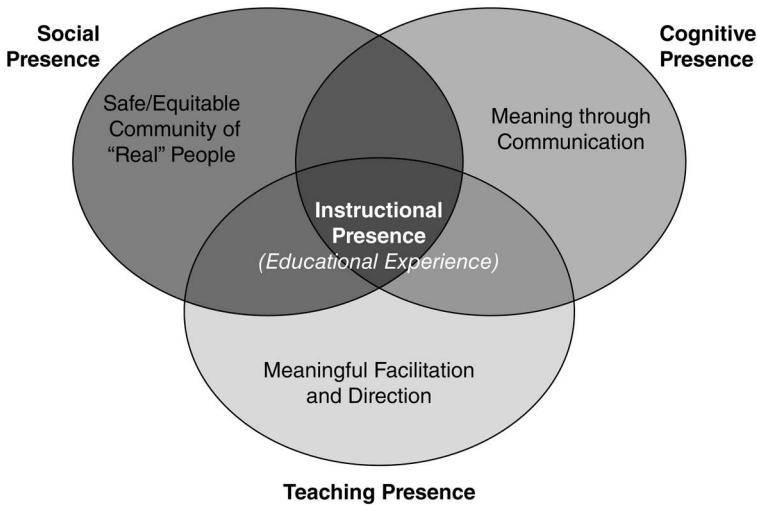 Social
Presence
Cognitive
Presence
Safe/Equitable
Community of
“Real” People
Meaning through
Communication
Instructional
Presence
(Educational Experience)
Meaningful Facilitation
and Direction
Teaching Presence